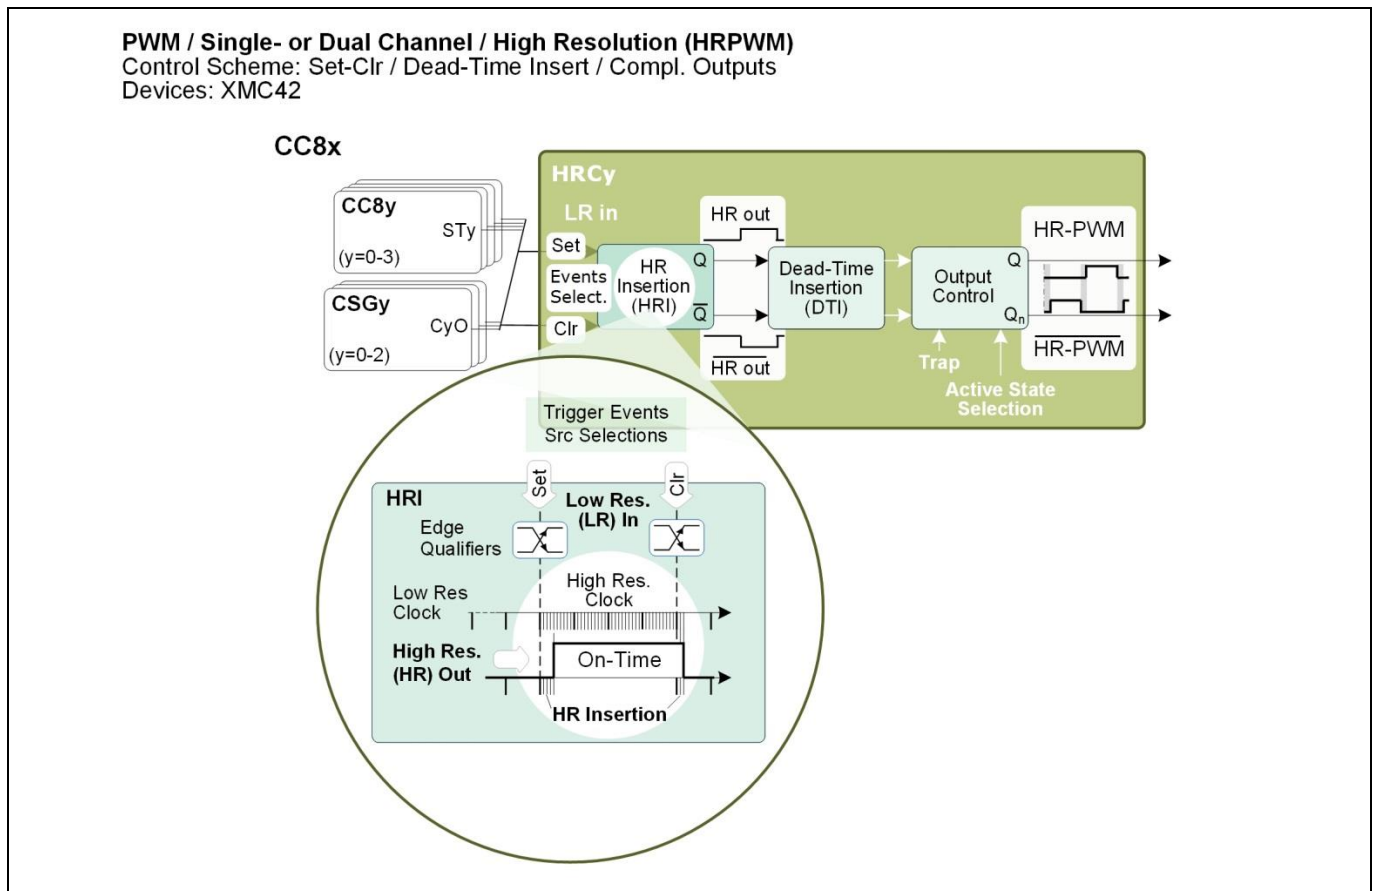 PWM / Single- or Dual Channel / High Resolution (HRPWM)
Control Scheme: Set-Clr / Dead-Time Insert / Compl. Outputs
Devices: XMC42
CC8x
CC8y
STy
(y=0-3)
CSGy
CyO
(y=0-2)
HRCy
LR in
Set
Events
Select.
Clr
HR
Insertion
(HRI)
Q
Q
HR out
HR out
Dead-Time
Insertion
(DTI)
Output
Control
Q
Qn
Trap
Active State
Selection
HR-PWM
HR-PWM
Trigger Events
Src Selections
Set
Clr
HRI
Low Res.
(LR) In
Edge
Qualifiers
High Res.
Clock
Low Res
Clock
High Res.
(HR) Out
On-Time
HR Insertion